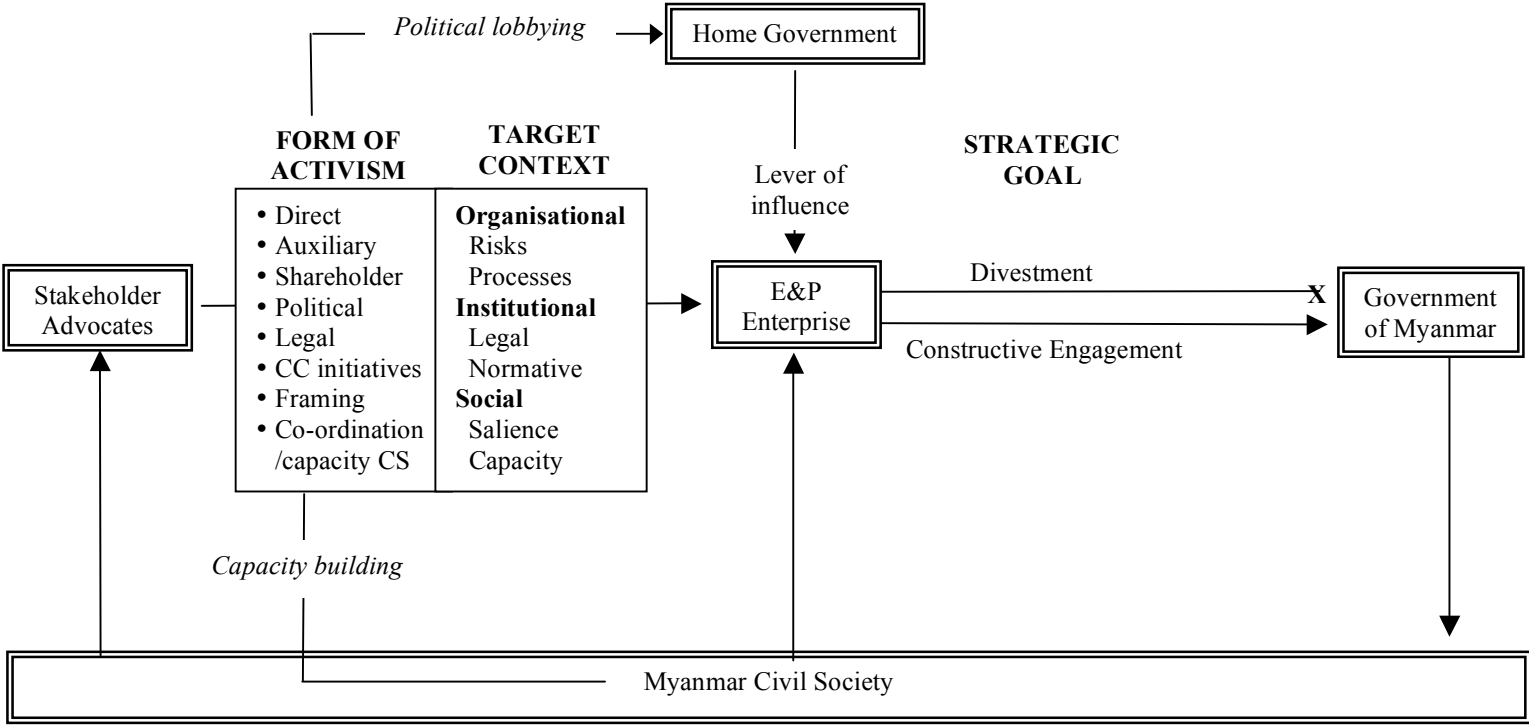 Political lobbying
Home Government
FORM OF
ACTIVISM
TARGET
CONTEXT
STRATEGIC
GOAL
Lever of
influence
Stakeholder
Advocates
• Direct
• Auxiliary
• Shareholder
• Political
• Legal
• CC initiatives
• Framing
• Co-ordination
/capacity CS
Organisational
Risks
Processes
Institutional
Legal
Normative
Social
Salience
Capacity
E&P
Enterprise
Divestment
X
Constructive Engagement
Government
of Myanmar
Capacity building
Myanmar Civil Society